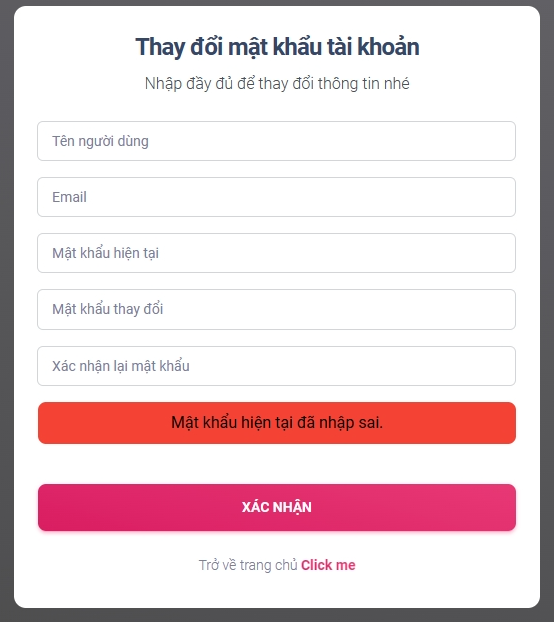 Thay đổi mật khẩu tài khoản
Nhập đầy đủ để thay đổi thông tin nhé
Tên người dùng
Email
Mật khẩu hiện tại
Mật khẩu thay đổi
Xác nhận lại mật khẩu
Mật khẩu hiện tại đã nhập sai.
XÁC NHẬN
Trở về trang chủ Click me